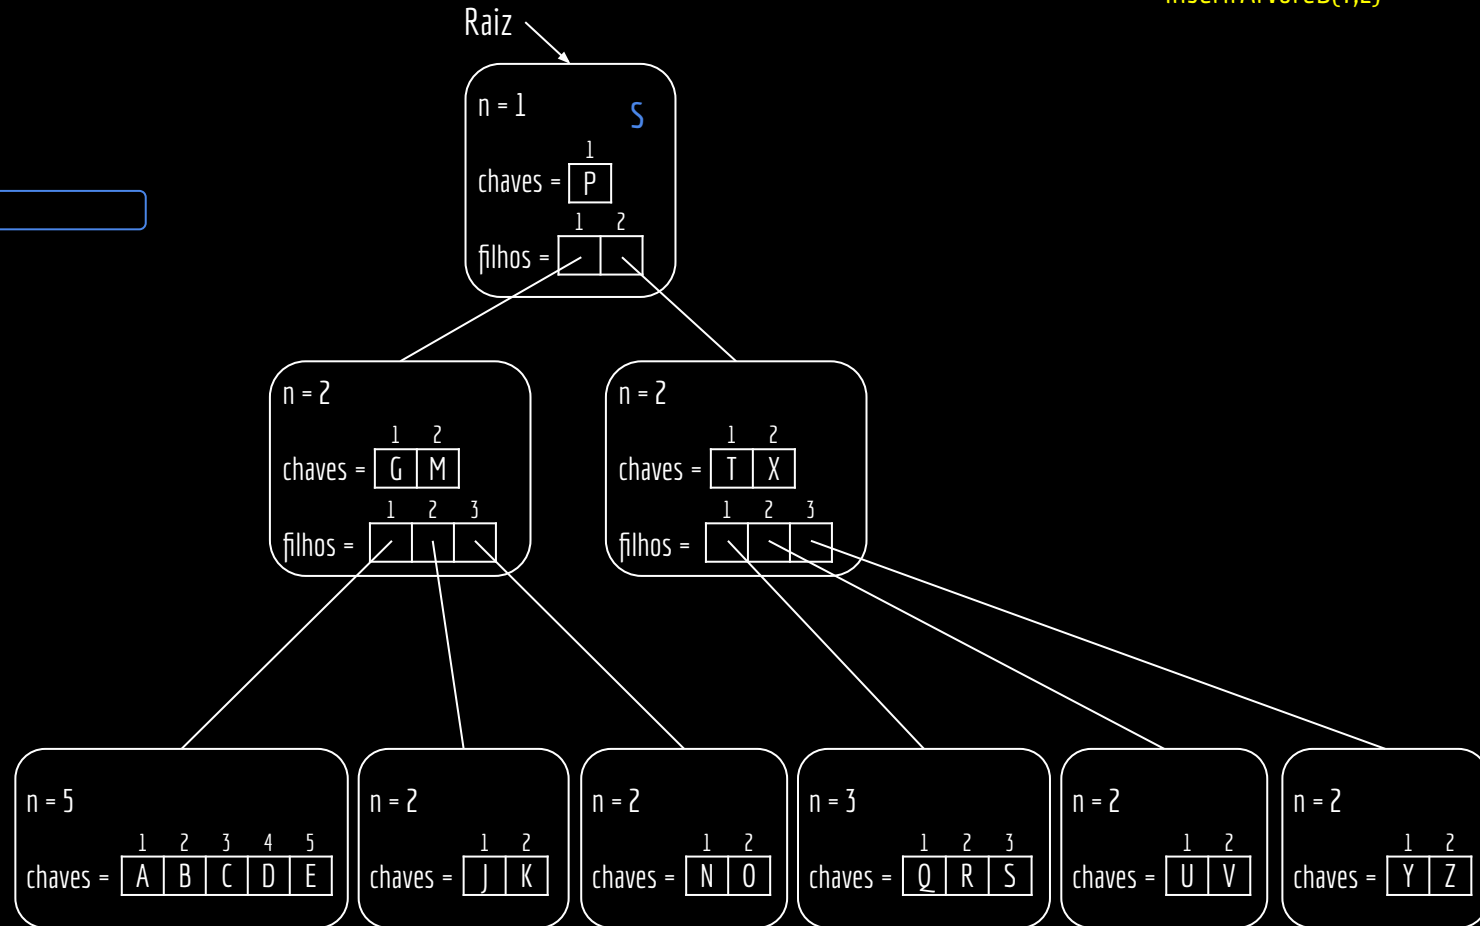 Raiz
n = 1
S
1
chaves = P
1 2
filhos =
n = 2
1 2
chaves = G M
1 2 3
filhos =
n = 2
1 2
chaves = T X
1 2 3
filhos =
n = 5
1 2 3 4 5
chaves = A B C D E
n = 2
1 2
chaves = J K
n = 2
1 2
chaves = N O
n = 3
1 2 3
chaves = Q R S
n = 2
1 2
chaves = U V
n = 2
1 2
chaves = Y Z